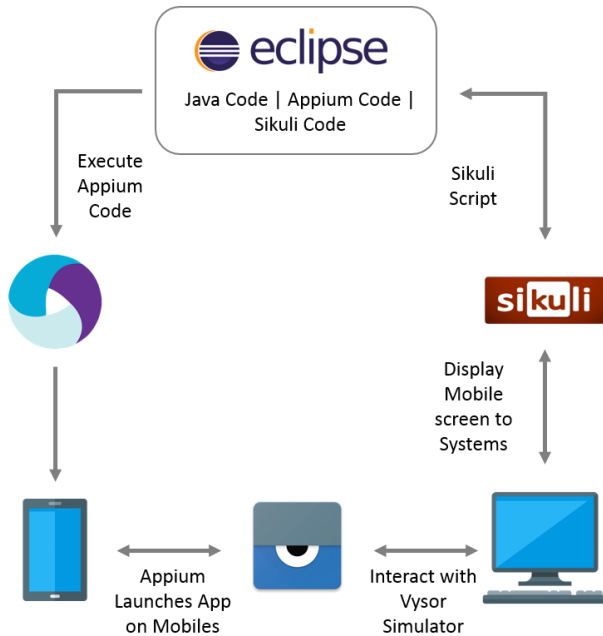 eclipse
Java Code | Appium Code |
Sikuli Code
Execute
Appium
Code
Sikuli
Script
sikuli
Display
Mobile
screen to
Systems
Appium
Launches App
on Mobiles
Interact with
Vysor
Simulator